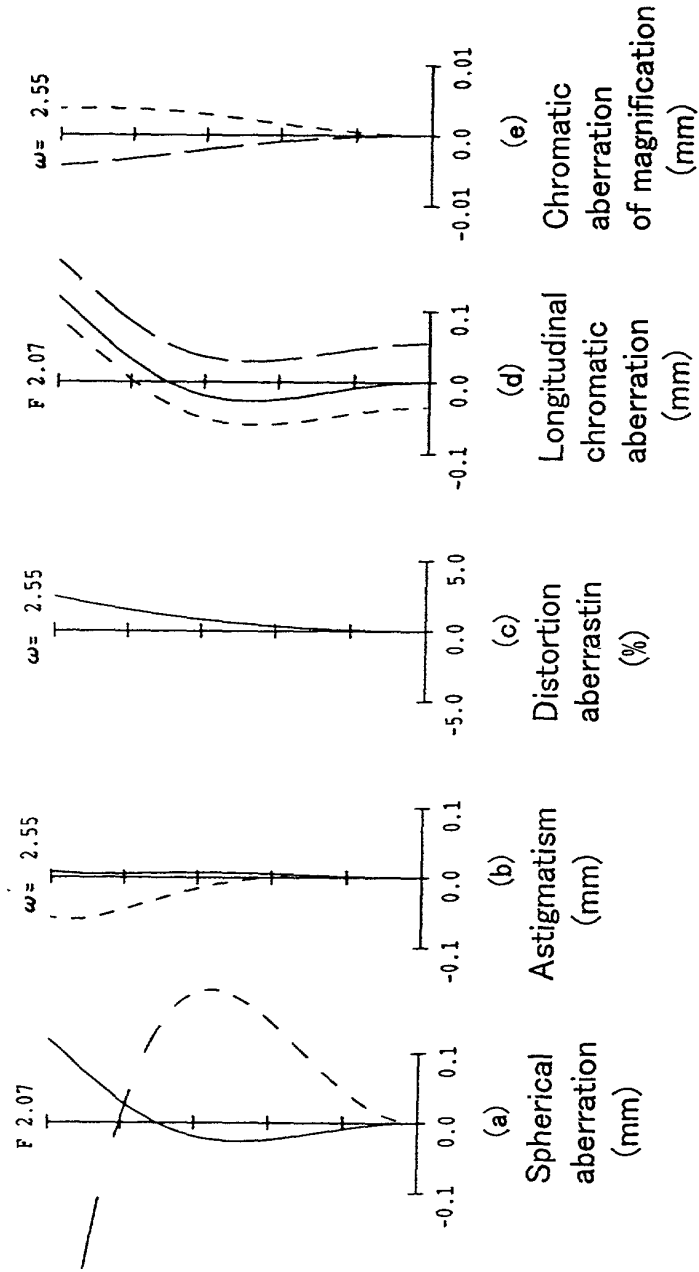 F 2.07
-0.1 0.0 0.1
(a)
Spherical
aberration
(mm)
ω= 2.55
-0.1 0.0 0.1
(b)
Astigmatism
(mm)
ω= 2.55
-5.0 0.0 5.0
(c)
Distortion
aberrastin
(%)
F 2.07
-0.1 0.0 0.1
(d)
Longitudinal
chromatic
aberration
(mm)
ω= 2.55
-0.01 0.0 0.01
(e)
Chromatic
aberration
of magnification
(mm)